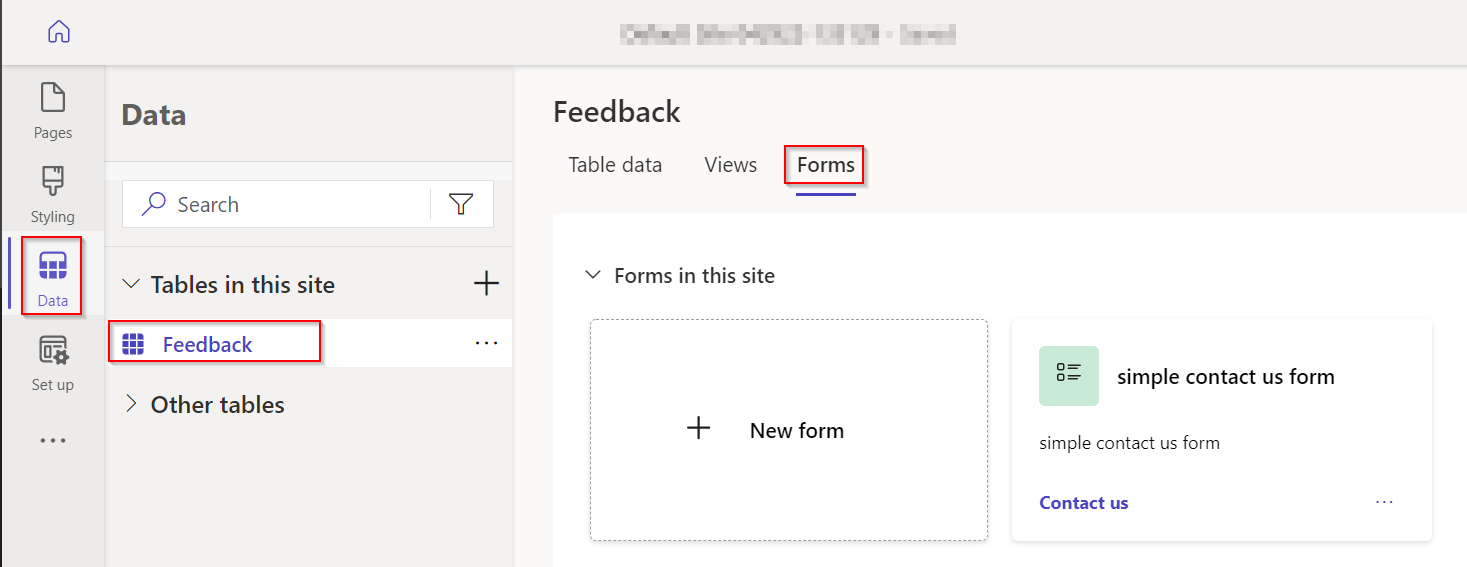 Pages
Styling
Data
Set up
Data
Search
Tables in this site
Feedback
Other tables
Feedback
Table data Views Forms
Forms in this site
New form
simple contact us form
simple contact us form
Contact us